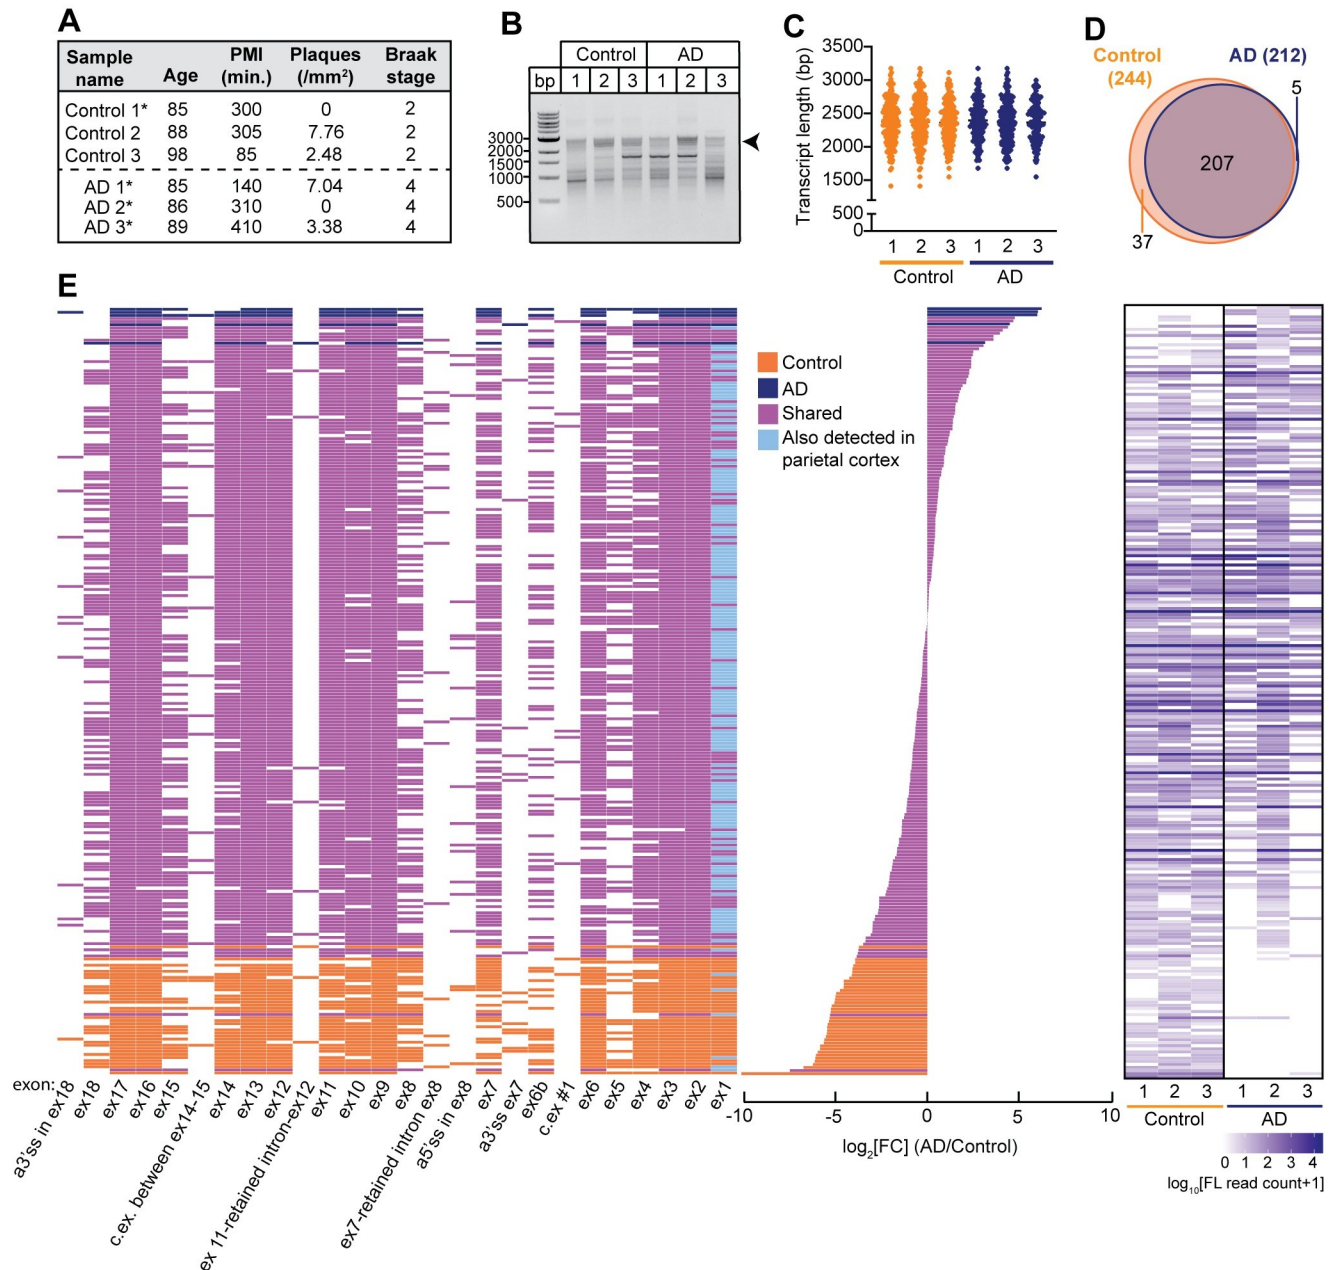 A
Sample name Age PMI (min.) Plaques (/mm²) Braak stage
Control 1* 85 300 0 2
Control 2 88 305 7.76 2
Control 3 98 85 2.48 2
AD 1* 85 140 7.04 4
AD 2* 86 310 0 4
AD 3* 89 410 3.38 4
B
Control AD
bp 1 2 3 1 2 3
3000
2000
1500
1000
500
C
Transcript length (bp)
3500
3000
2500
2000
1500
500
0
1 2 3 1 2 3
Control AD
D
Control (244)
AD (212)
5
207
37
E
Control
AD
Shared
Also detected in
parietal cortex
exon:
a3'ss in ex18
ex18
ex17
ex16
ex15
c.ex. between ex14-15
ex14
ex13
ex12
ex 11-retained intron-ex12
ex11
ex10
ex9
ex8
ex7-retained intron ex8
a5'ss in ex8
ex7
a3'ss ex7
ex6b
c.ex #1
ex6
ex5
ex4
ex3
ex2
ex1
-10 -5 0 5 10
log₂[FC] (AD/Control)
1 2 3 1 2 3
Control AD
0 1 2 3 4
log₁₀[FL read count+1]